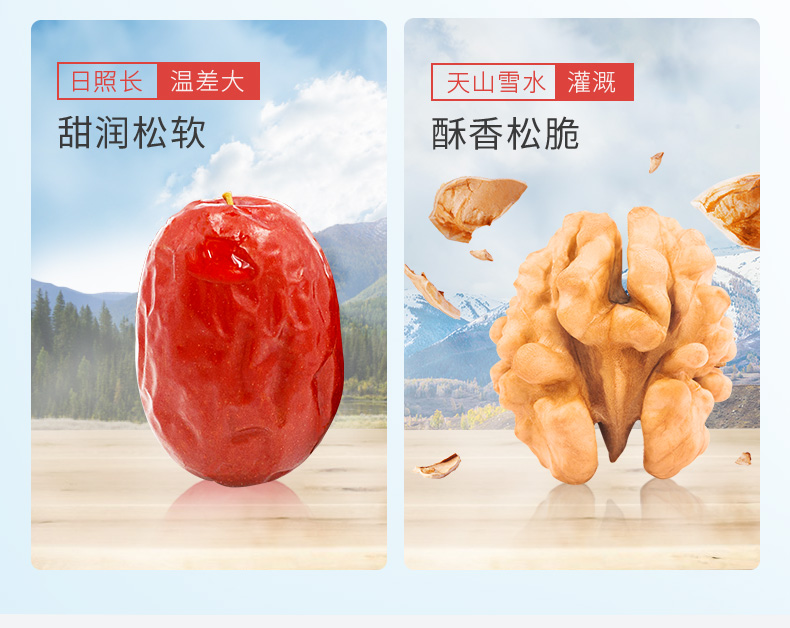 日照长 温差大
甜润松软
天山雪水 灌溉
酥香松脆